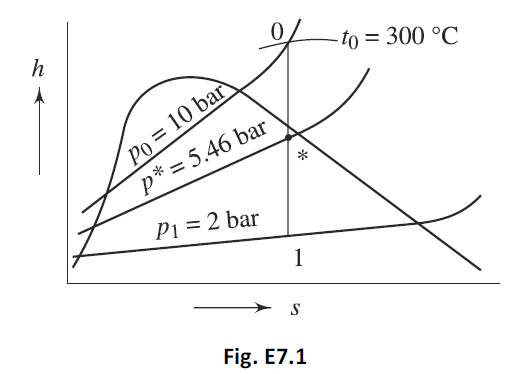 0
t0 = 300 °C
h
p0 = 10 bar
p* = 5.46 bar
*
p1 = 2 bar
1
s
Fig. E7.1